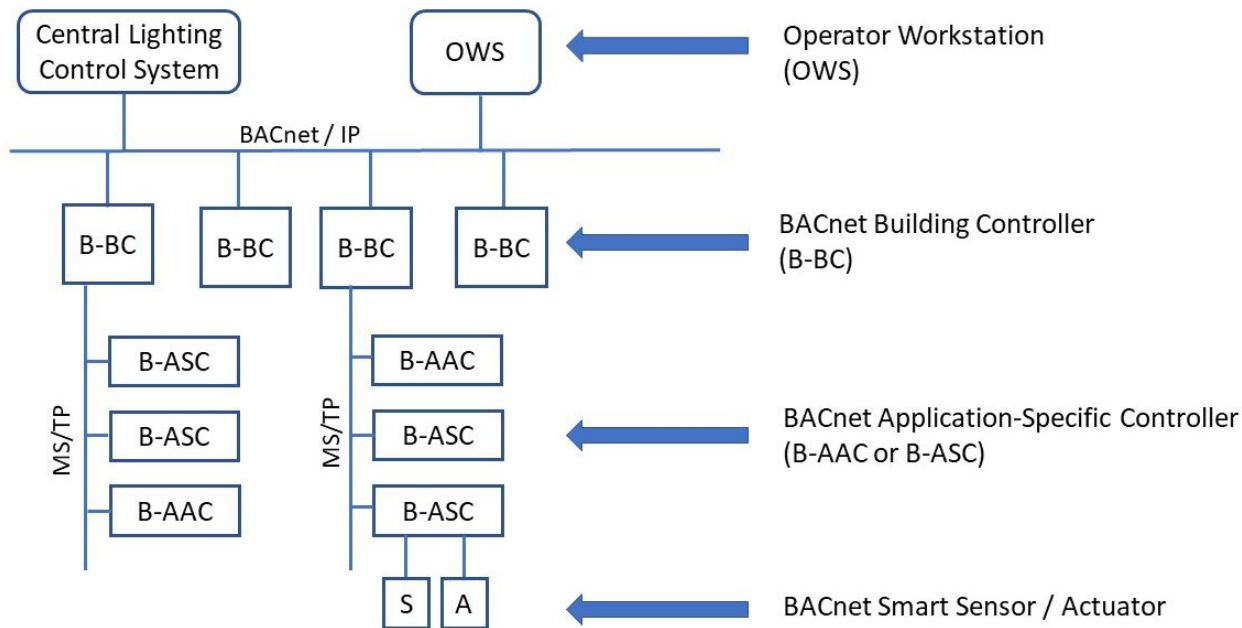 Central Lighting
Control System
OWS
Operator Workstation
(OWS)
BACnet / IP
B-BC
B-BC
B-BC
B-BC
BACnet Building Controller
(B-BC)
MS/TP
B-ASC
B-ASC
B-AAC
MS/TP
B-AAC
B-ASC
B-ASC
BACnet Application-Specific Controller
(B-AAC or B-ASC)
S
A
BACnet Smart Sensor / Actuator